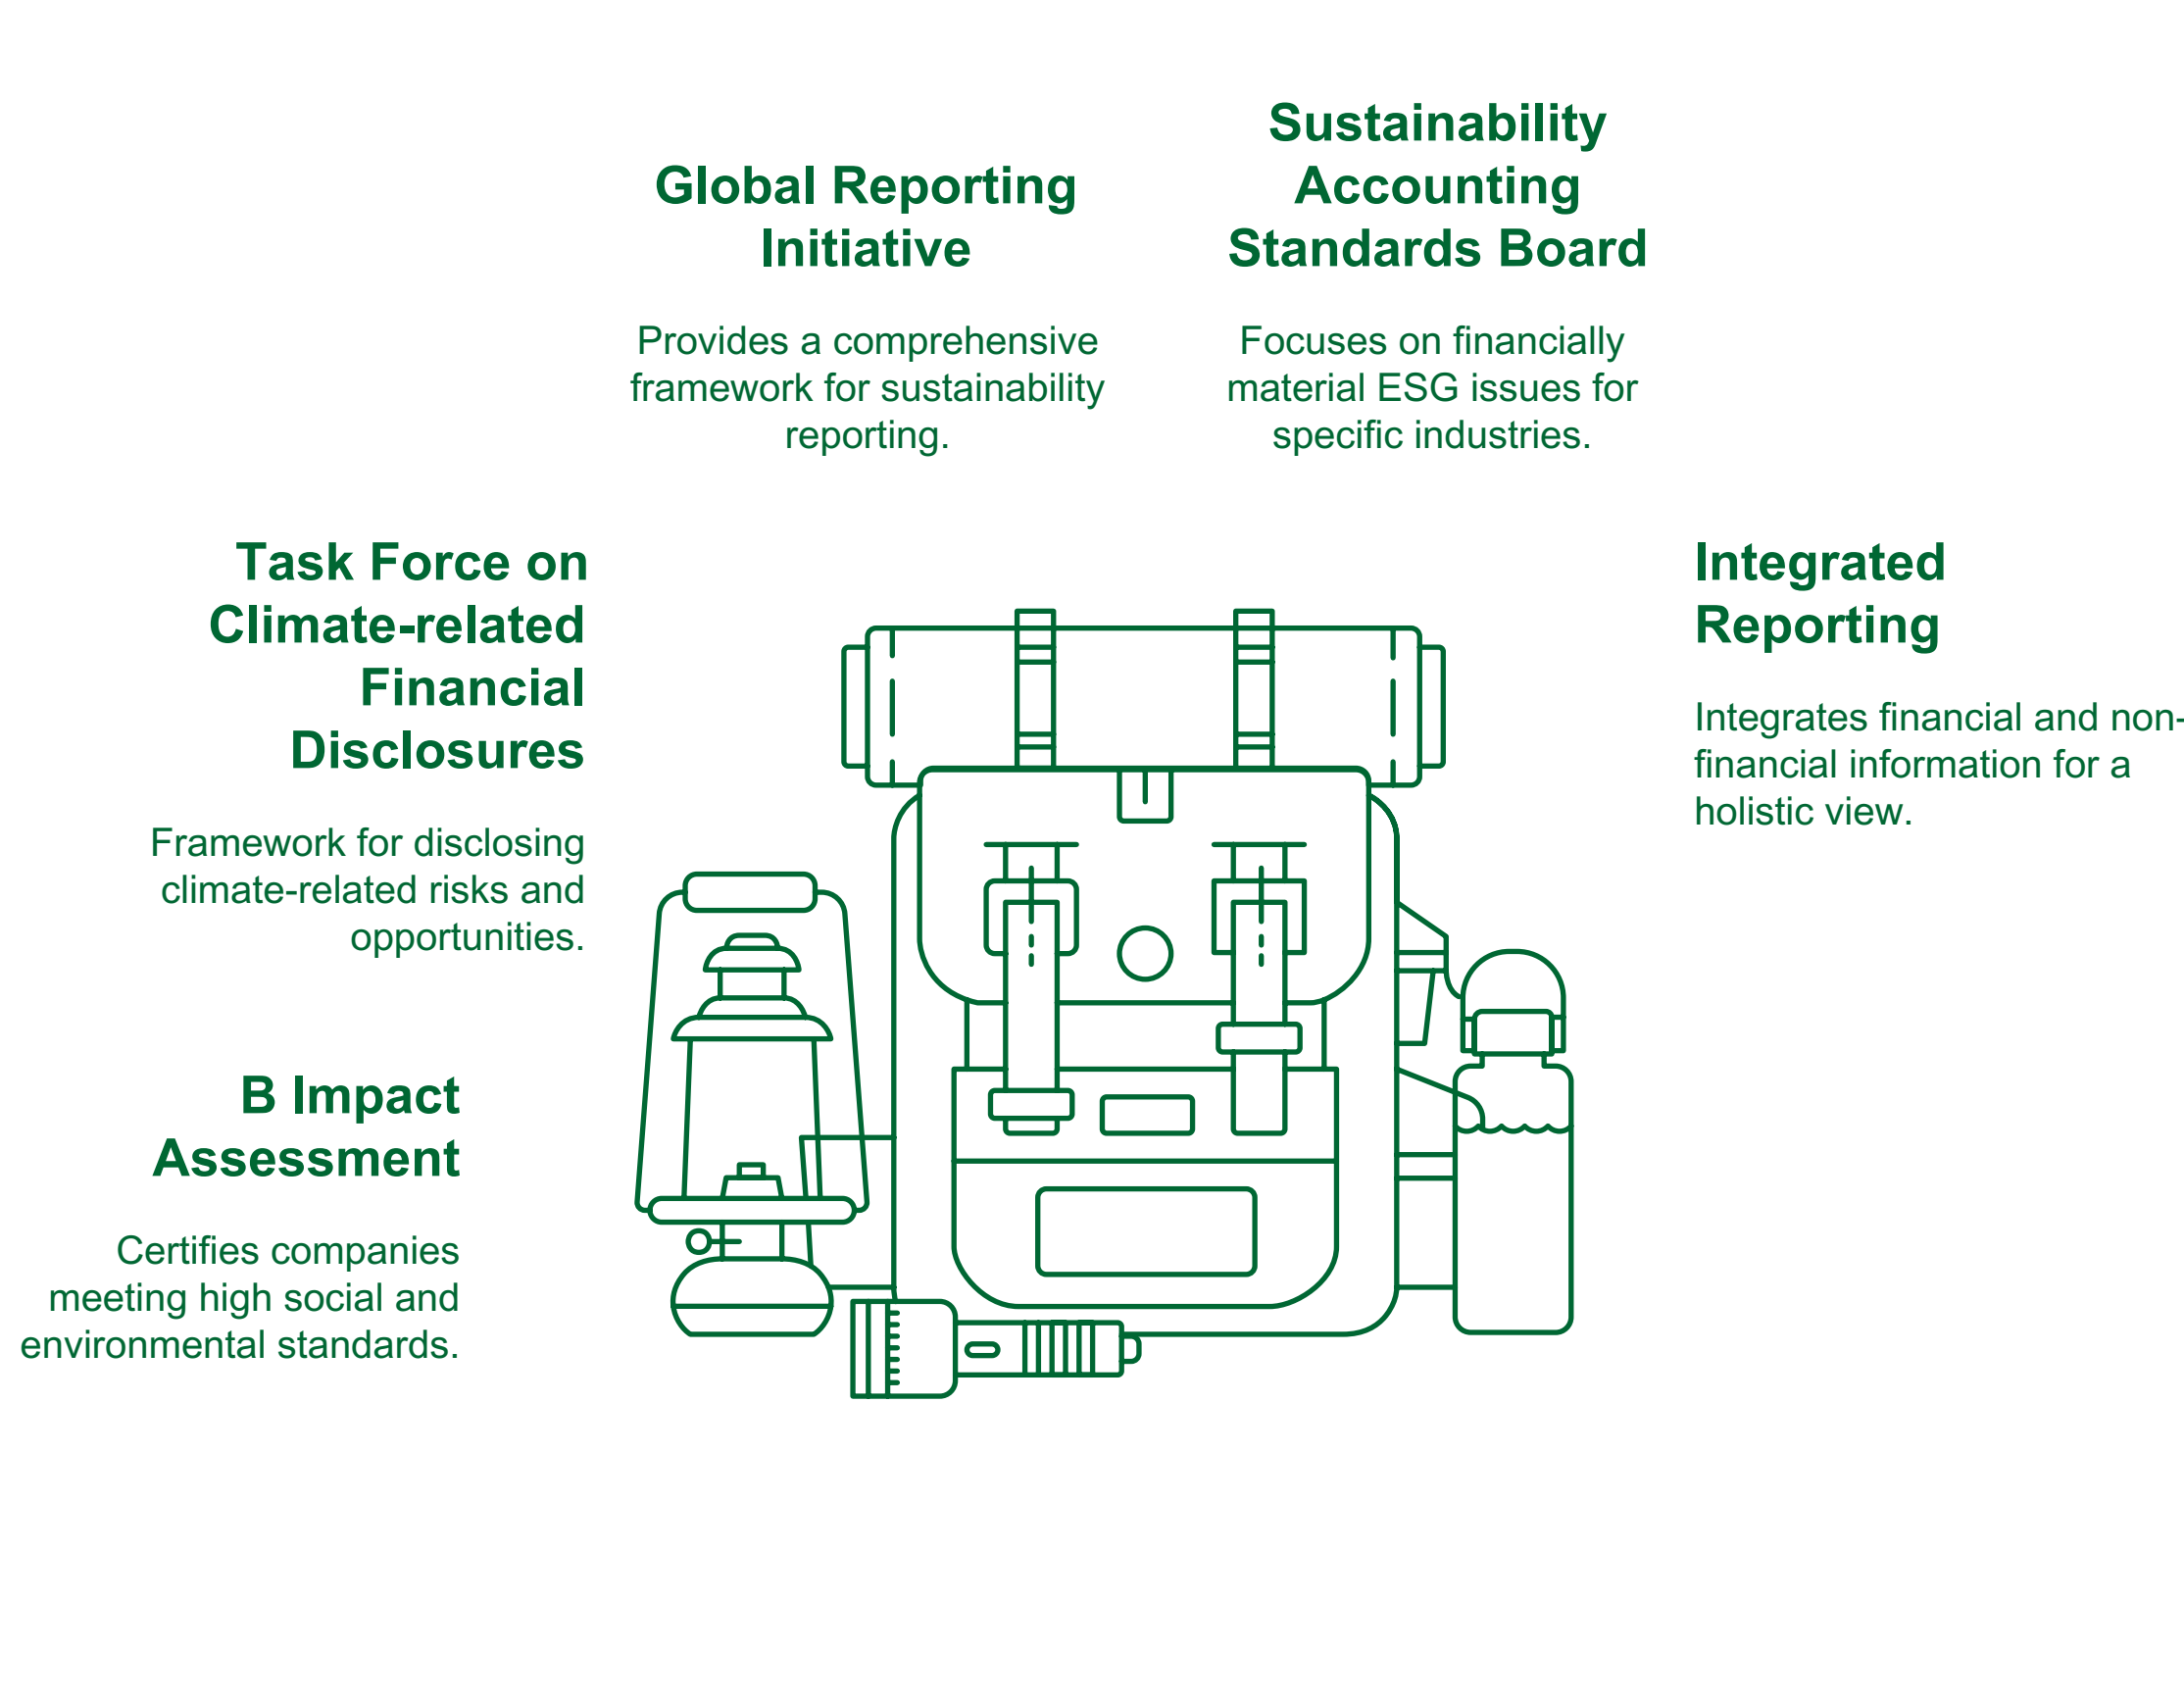 Sustainability
Accounting
Standards Board
Focuses on financially
material ESG issues for
specific industries.
Global Reporting
Initiative
Provides a comprehensive
framework for sustainability
reporting.
Task Force on
Climate-related
Financial
Disclosures
Framework for disclosing
climate-related risks and
opportunities.
Integrated
Reporting
Integrates financial and non-
financial information for a
holistic view.
B Impact
Assessment
Certifies companies
meeting high social and
environmental standards.